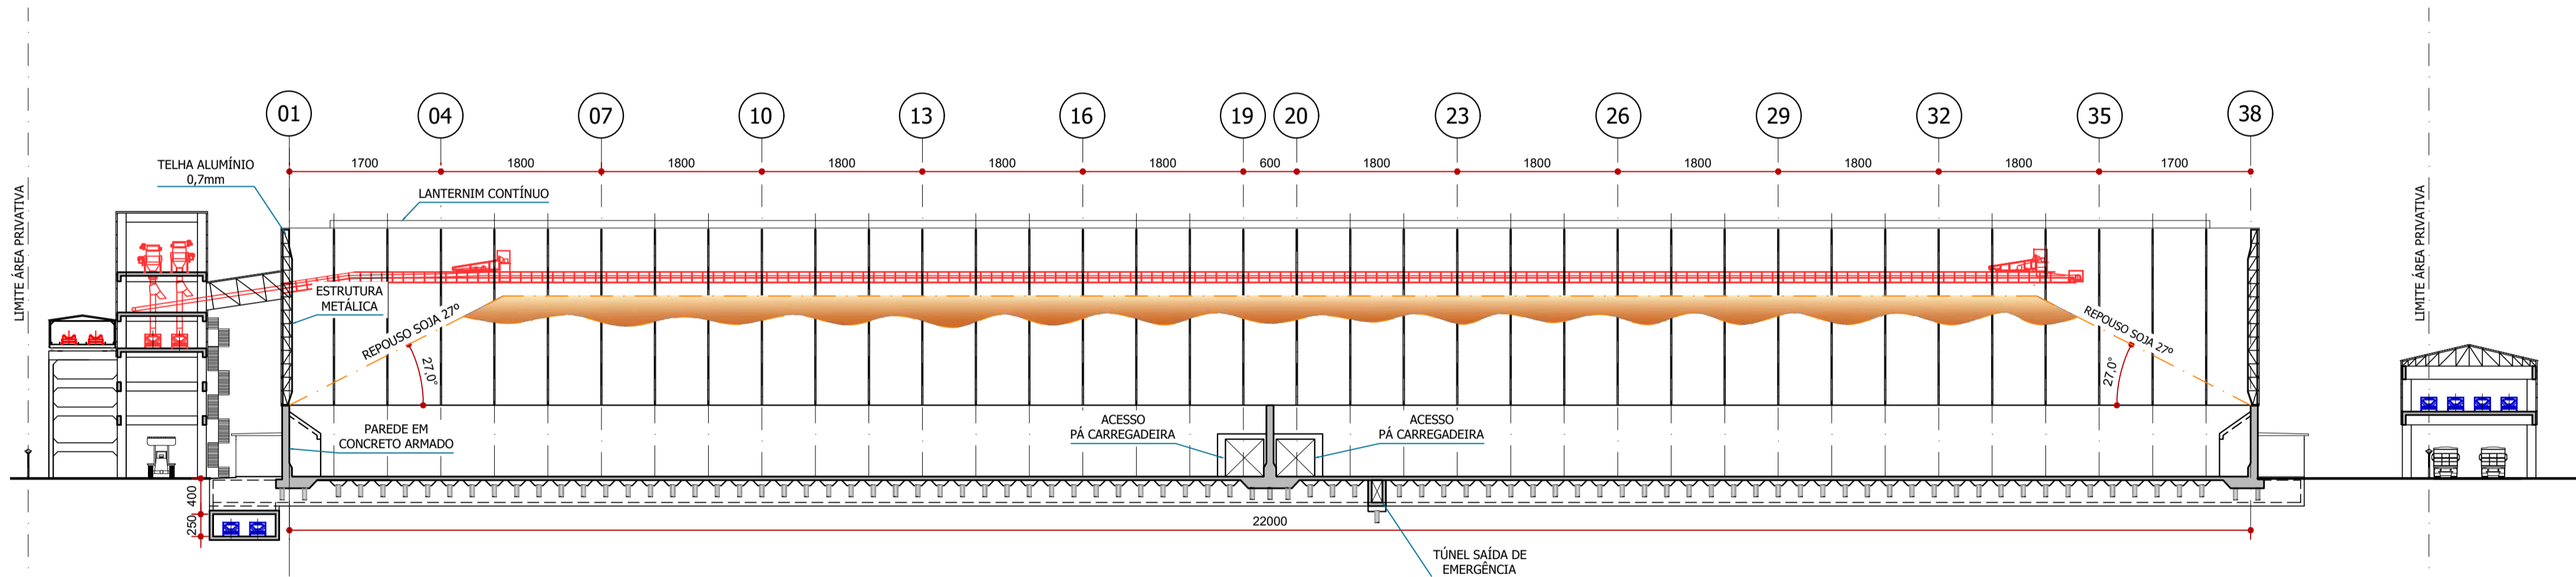 01
04
07
10
13
16
19
20
23
26
29
32
35
38
1700
1800
1800
1800
1800
1800
600
1800
1800
1800
1800
1800
1700
TELHA ALUMÍNIO
0,7mm
LANTERNIM CONTÍNUO
LIMITE ÁREA PRIVATIVA
LIMITE ÁREA PRIVATIVA
ESTRUTURA
METÁLICA
REPOUSO SOJA 27º
27,0°
REPOUSO SOJA 27º
27,0°
PAREDE EM
CONCRETO ARMADO
ACESSO
PÁ CARREGADEIRA
ACESSO
PÁ CARREGADEIRA
400
250
22000
TÚNEL SAÍDA DE
EMERGÊNCIA